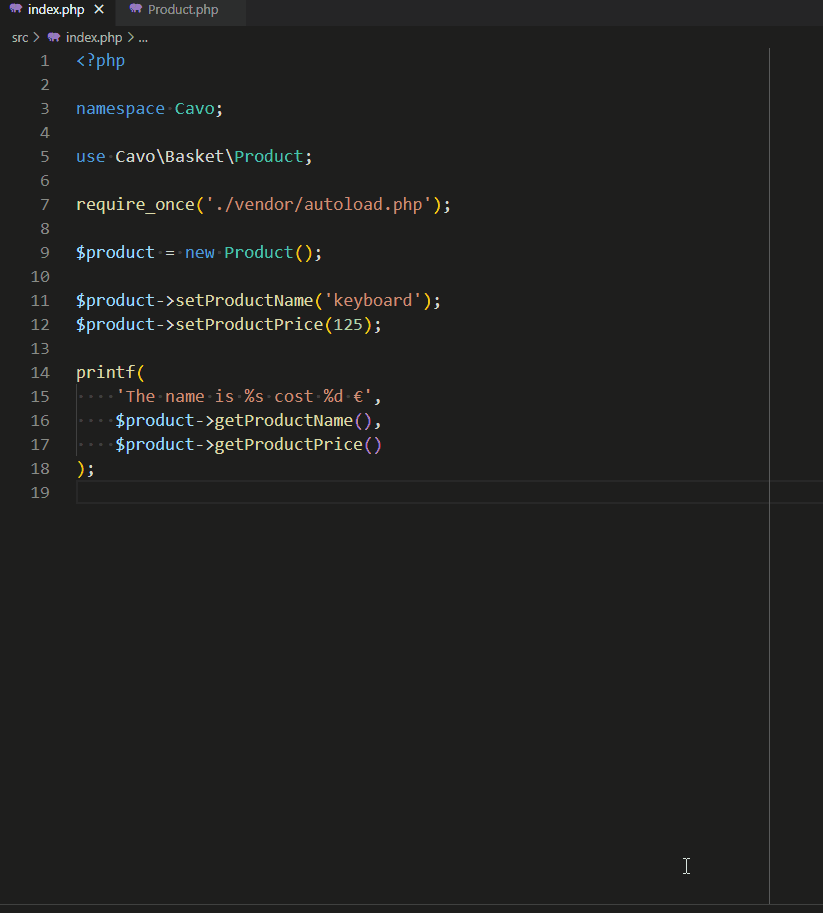 index.php × Product.php
src > index.php > ...
1 <?php
2
3 namespace Cavo;
4
5 use Cavo\Basket\Product;
6
7 require_once('./vendor/autoload.php');
8
9 $product = new Product();
10
11 $product->setProductName('keyboard');
12 $product->setProductPrice(125);
13
14 printf(
15     'The name is %s cost %d €',
16     $product->getProductName(),
17     $product->getProductPrice()
18 );
19